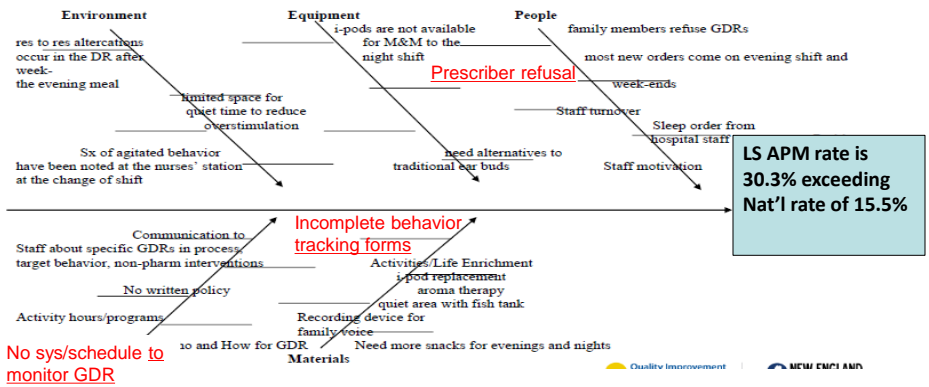 Environment
Equipment
People
res to res altercations
occur in the DR after
week-
the evening meal
limited space for
quiet time to reduce
overstimulation
Sx of agitated behavior
have been noted at the nurses' station
at the change of shift
i-pods are not available
for M&M to the
night shift
need alternatives to
traditional ear buds
family members refuse GDRs
most new orders come on evening shift and
week-ends
Prescriber refusal
Staff turnover
Sleep order from
hospital staff
Staff motivation
LS APM rate is
30.3% exceeding
Nat'l rate of 15.5%
Communication to
Staff about specific GDRs in process,
target behavior, non-pharm interventions
No written policy
Activity hours/programs
No sys/schedule to
monitor GDR
and How for GDR
Incomplete behavior
tracking forms
Activities/Life Enrichment
i-pod replacement
aroma therapy
quiet area with fish tank
Recording device for
family voice
Need more snacks for evenings and nights
Materials
Quality Improvement
NEW ENGLAND